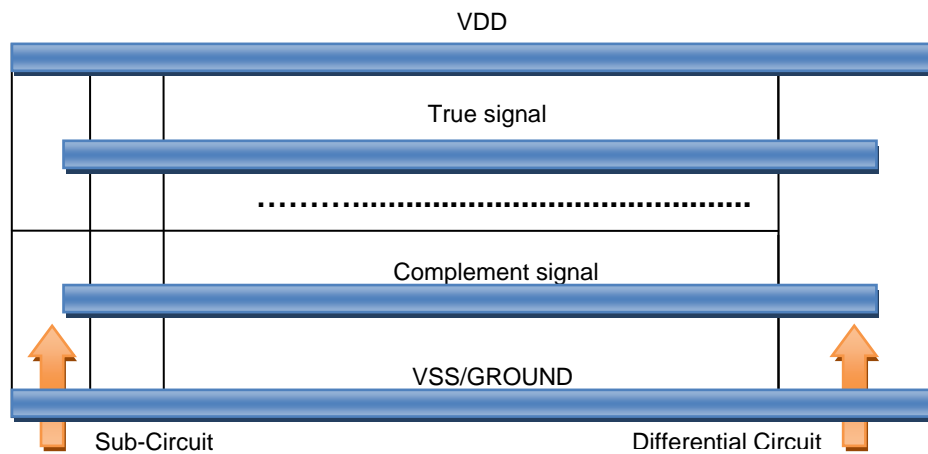 VDD
True signal
Complement signal
VSS/GROUND
Sub-Circuit
Differential Circuit